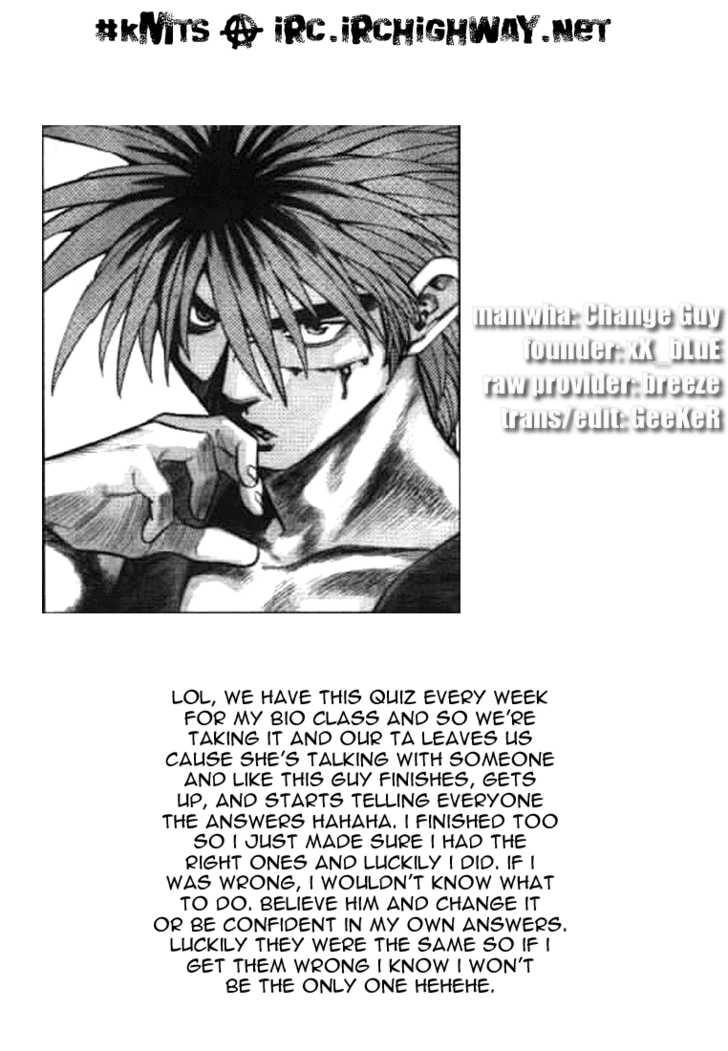 #kMTS @ iRC.iRCHiGHWAY.NeT
manwha: Change Guy
founder: xX_bLuE
raw provider: breeze
trans/edit: GeeKeR
LOL, WE HAVE THIS QUIZ EVERY WEEK
FOR MY BIO CLASS AND SO WE'RE
TAKING IT AND OUR TA LEAVES US
CAUSE SHE'S TALKING WITH SOMEONE
AND LIKE THIS GUY FINISHES, GETS
UP, AND STARTS TELLING EVERYONE
THE ANSWERS HAHAHA. I FINISHED TOO
SO I JUST MADE SURE I HAD THE
RIGHT ONES AND LUCKILY I DID. IF I
WAS WRONG, I WOULDN'T KNOW WHAT
TO DO. BELIEVE HIM AND CHANGE IT
OR BE CONFIDENT IN MY OWN ANSWERS.
LUCKILY THEY WERE THE SAME SO IF I
GET THEM WRONG I KNOW I WON'T
BE THE ONLY ONE HEHEHE.